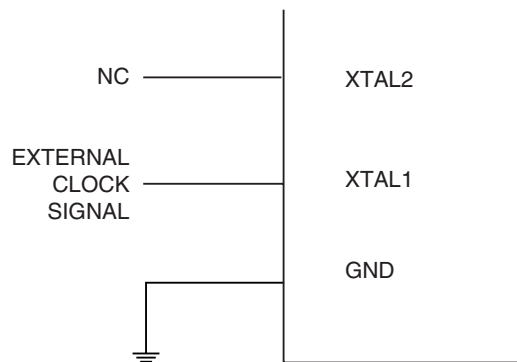 NC
XTAL2
EXTERNAL
CLOCK
SIGNAL
XTAL1
GND